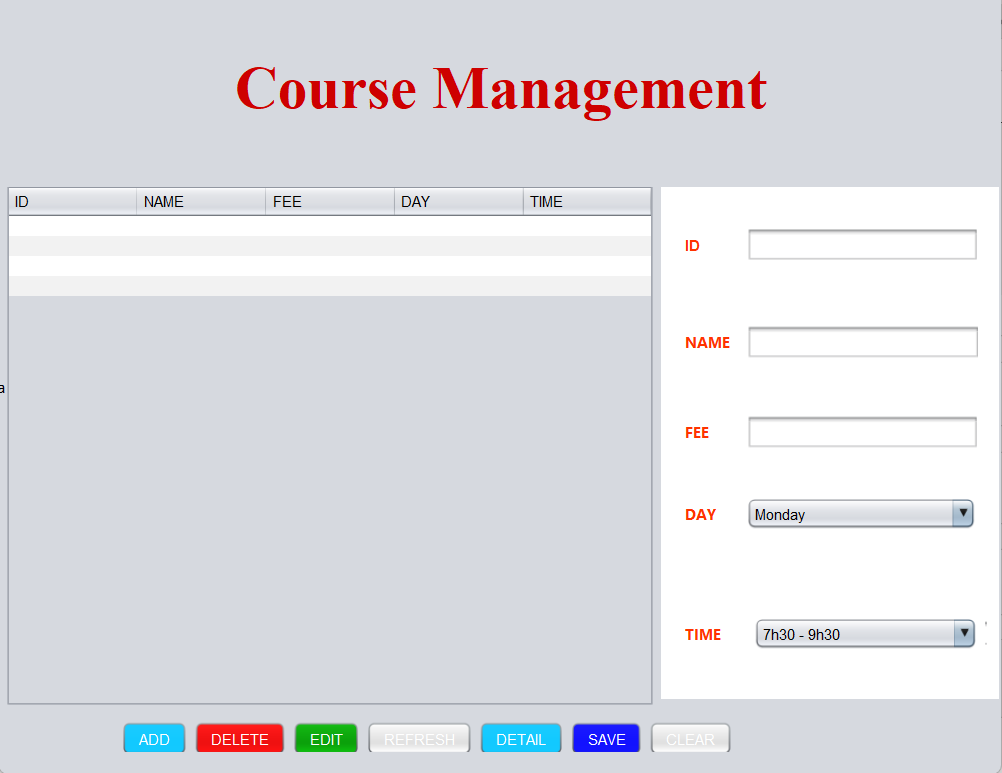 Course Management
ID NAME FEE DAY TIME
ID
NAME
a
FEE
DAY Monday
TIME 7h30 - 9h30
ADD DELETE EDIT REFRESH DETAIL SAVE CLEAR